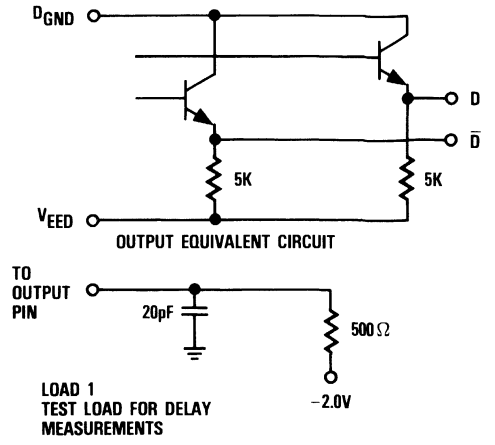 DGND
D
D̅
5K
5K
VEED
OUTPUT EQUIVALENT CIRCUIT
TO
OUTPUT
PIN
20pF
500Ω
−2.0V
LOAD 1
TEST LOAD FOR DELAY
MEASUREMENTS